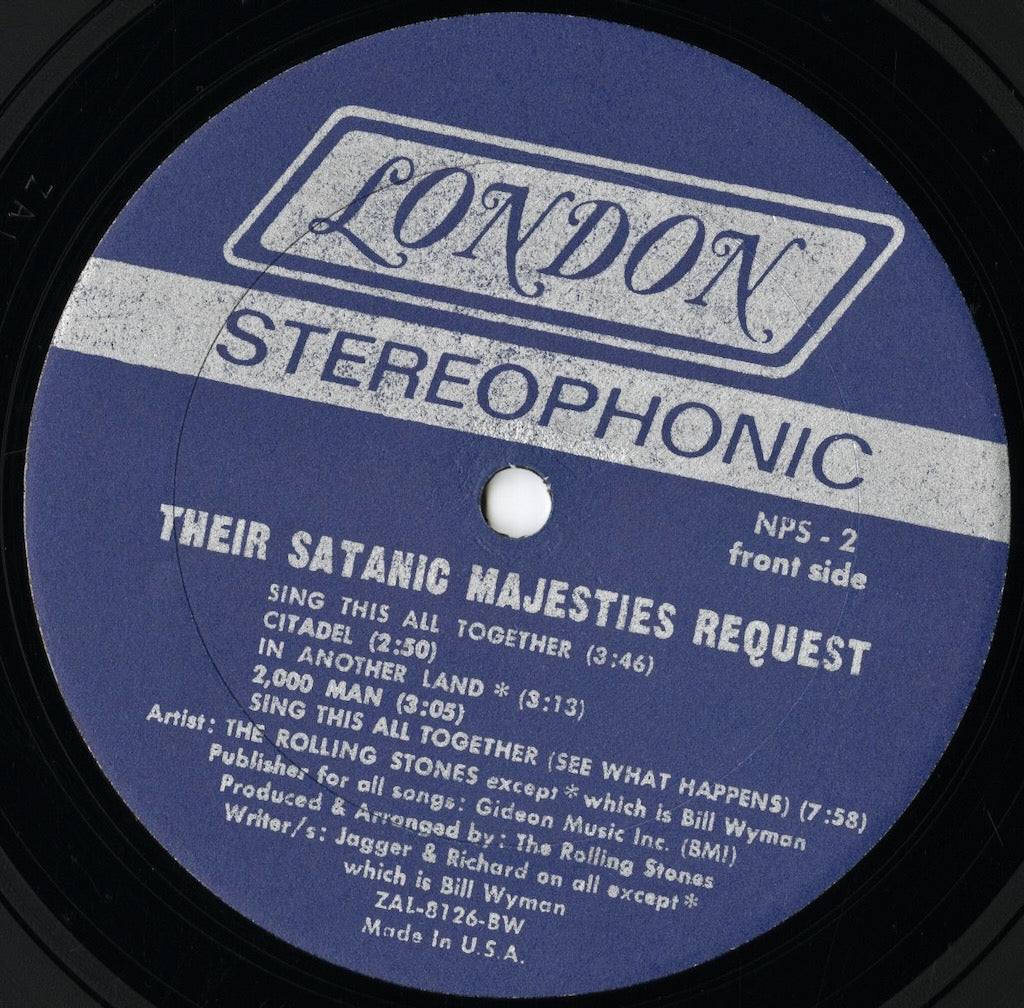 LONDON
STEREOPHONIC
NPS - 2
front side
THEIR SATANIC MAJESTIES REQUEST
SING THIS ALL TOGETHER (3:46)
CITADEL (2:50)
IN ANOTHER LAND * (3:13)
2,000 MAN (3:05)
SING THIS ALL TOGETHER (SEE WHAT HAPPENS) (7:58)
Artist: THE ROLLING STONES except * which is Bill Wyman
Publisher for all songs: Gideon Music Inc. (BMI)
Produced & Arranged by: The Rolling Stones
Writer/s: Jagger & Richard on all except *
which is Bill Wyman
ZAL-8126-BW
Made In U.S.A.